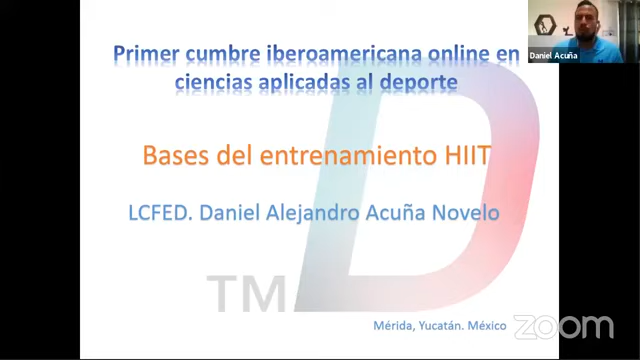 Primer cumbre iberoamericana online en
ciencias aplicadas al deporte
Daniel Acuña
Bases del entrenamiento HIIT
LCFED. Daniel Alejandro Acuña Novelo
TM
D
Mérida, Yucatán. México
zoom